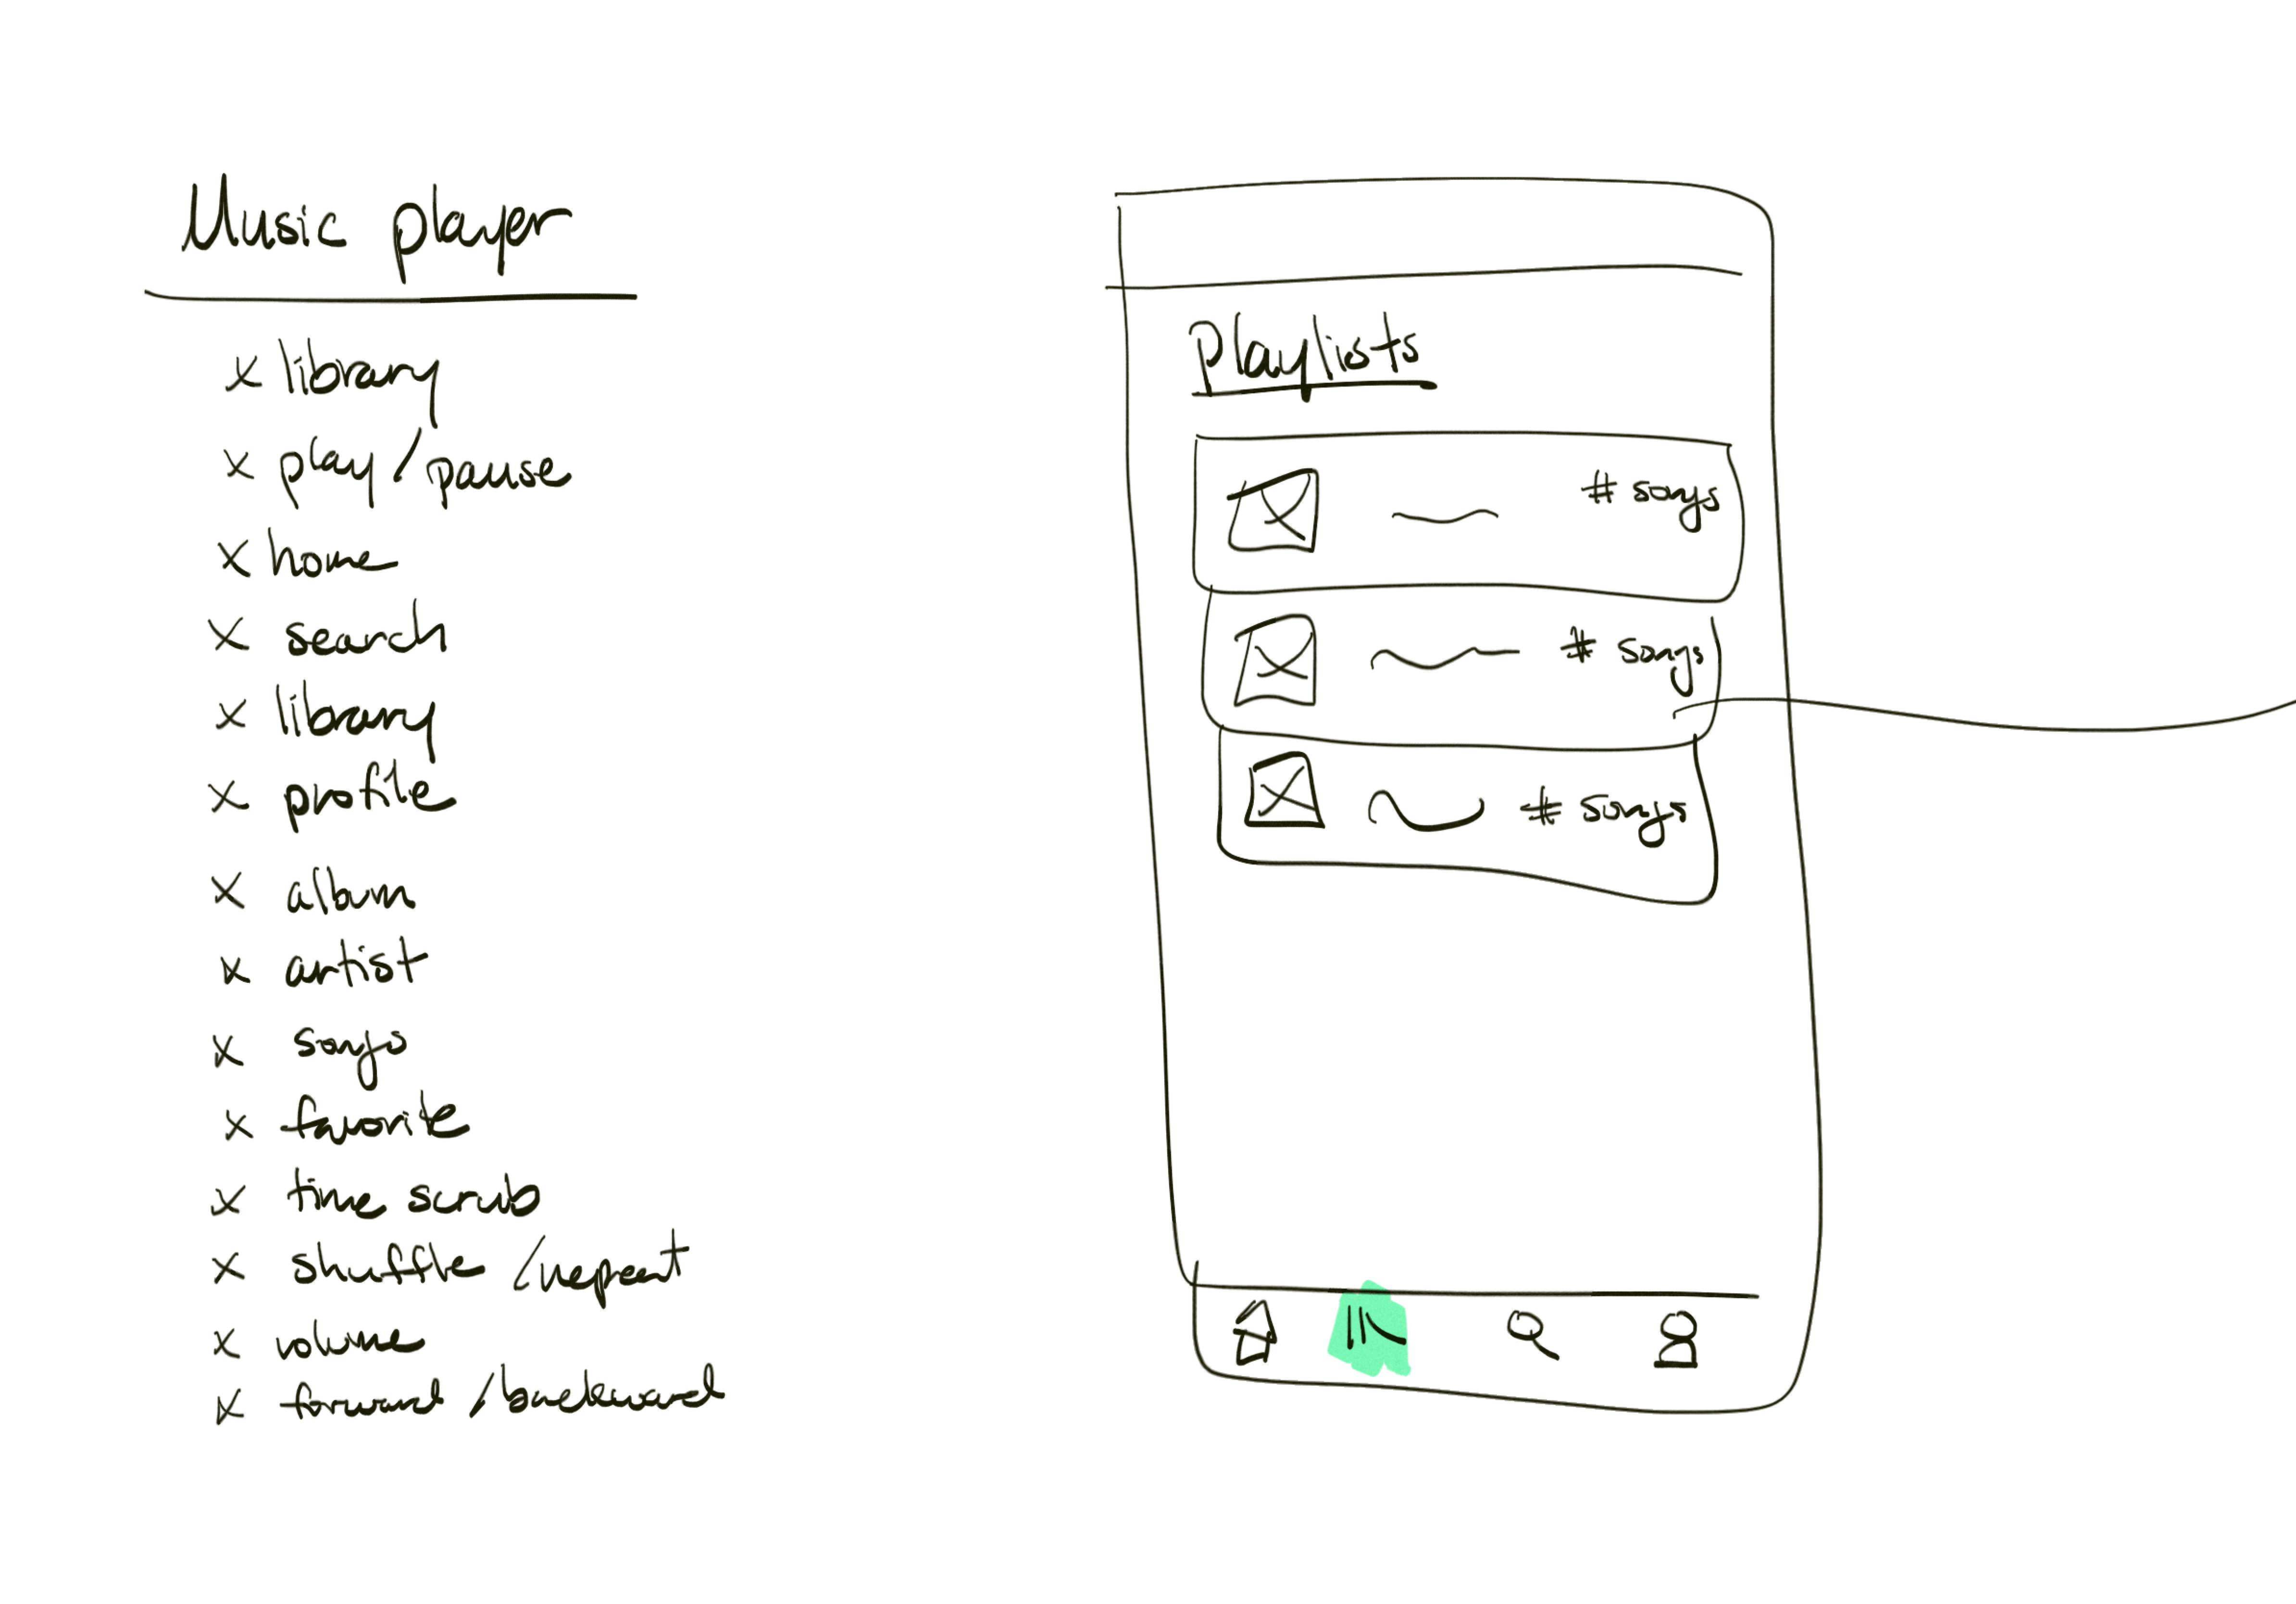 Music player
x library
x play/pause
x home
x search
x library
x profile
x album
x artist
x songs
x favorite
x time scrub
x shuffle/repeat
x volume
x forward/backward
Playlists
# songs
# songs
# songs